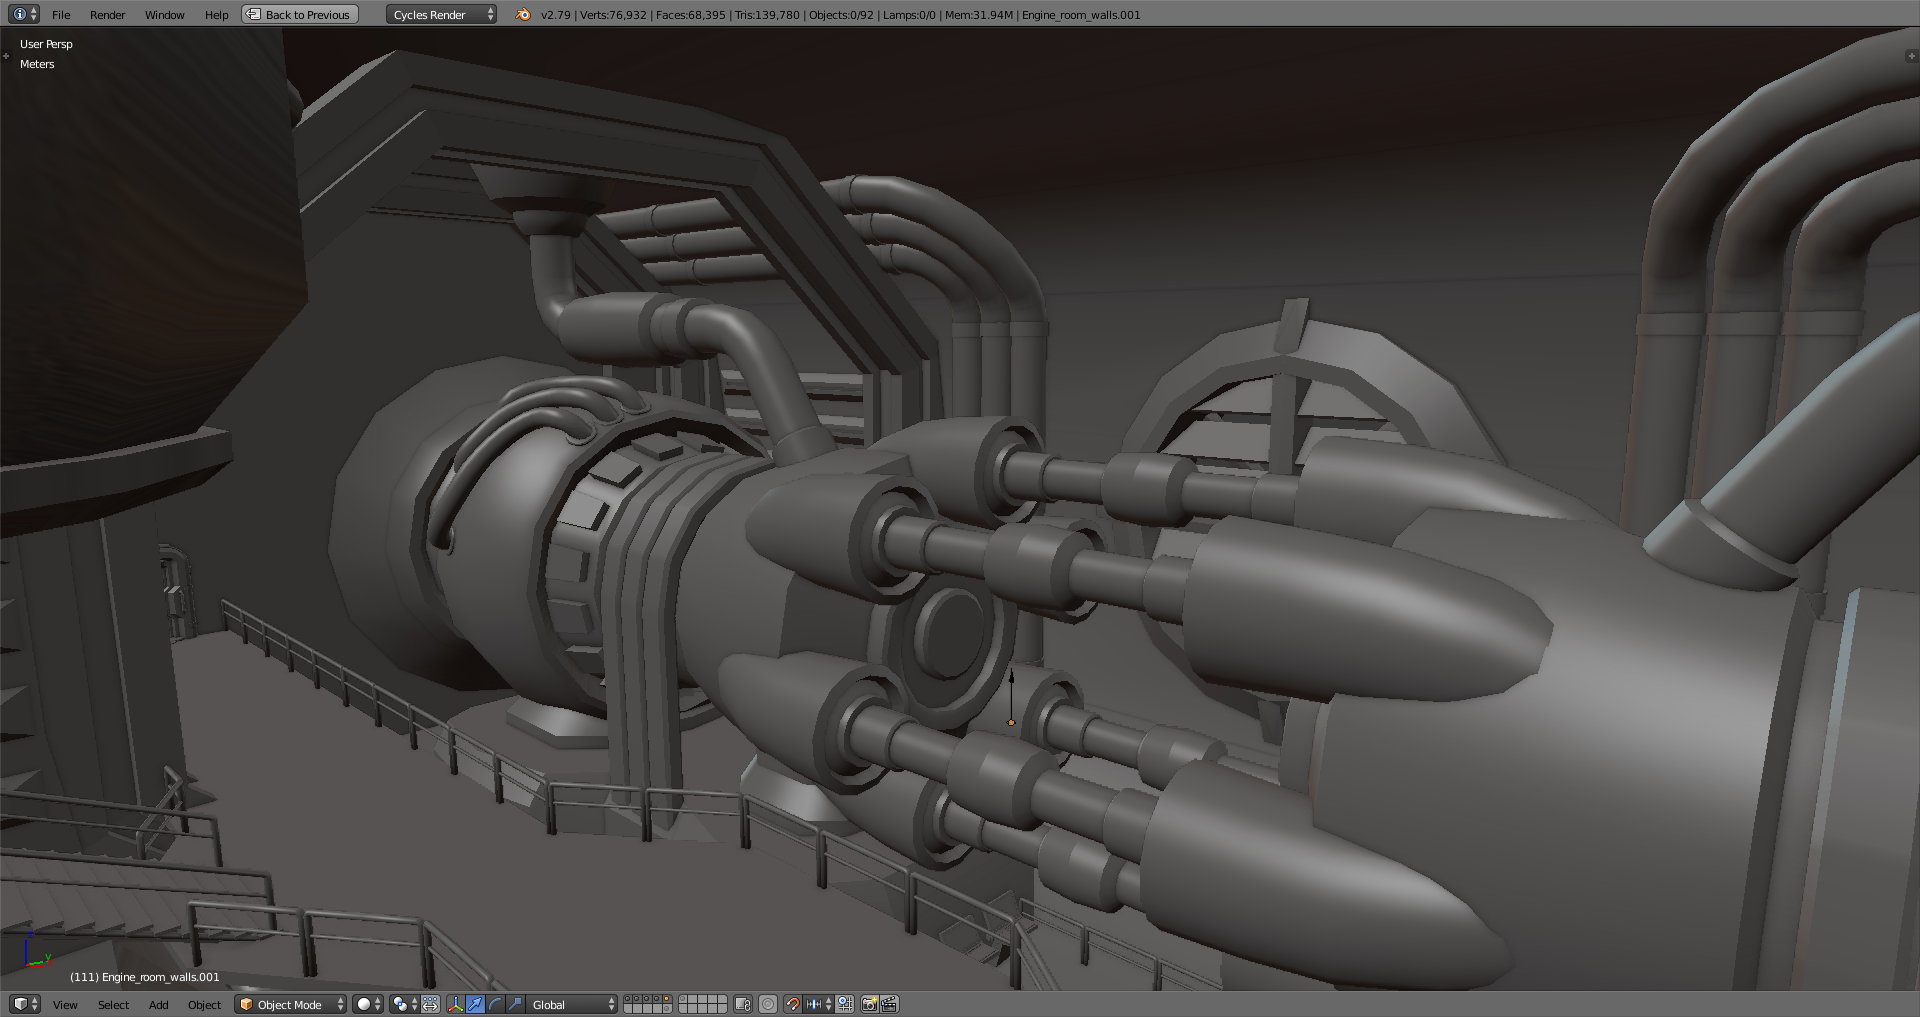 File Render Window Help Back to Previous Cycles Render v2.79 | Verts:76,932 | Faces:68,395 | Tris:139,780 | Objects:0/92 | Lamps:0/0 | Mem:31.94M | Engine_room_walls.001
User Persp
Meters
z
y
(111) Engine_room_walls.001
View Select Add Object Object Mode Global